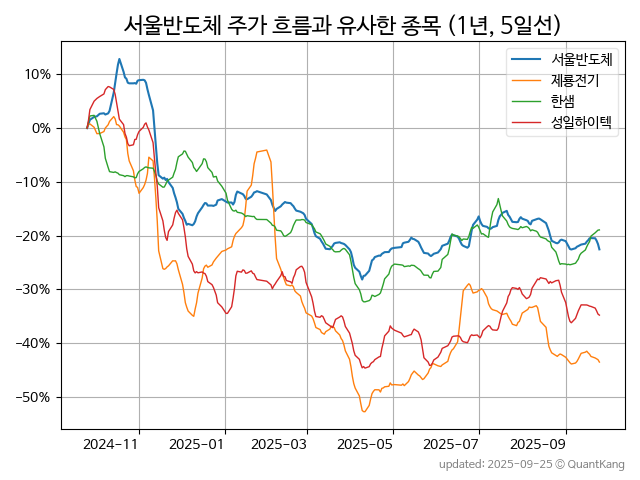 서울반도체 주가 흐름과 유사한 종목 (1년, 5일선)
서울반도체
제룡전기
한샘
성일하이텍
10%
0%
−10%
−20%
−30%
−40%
−50%
2024-11
2025-01
2025-03
2025-05
2025-07
2025-09
updated: 2025-09-25 © QuantKang